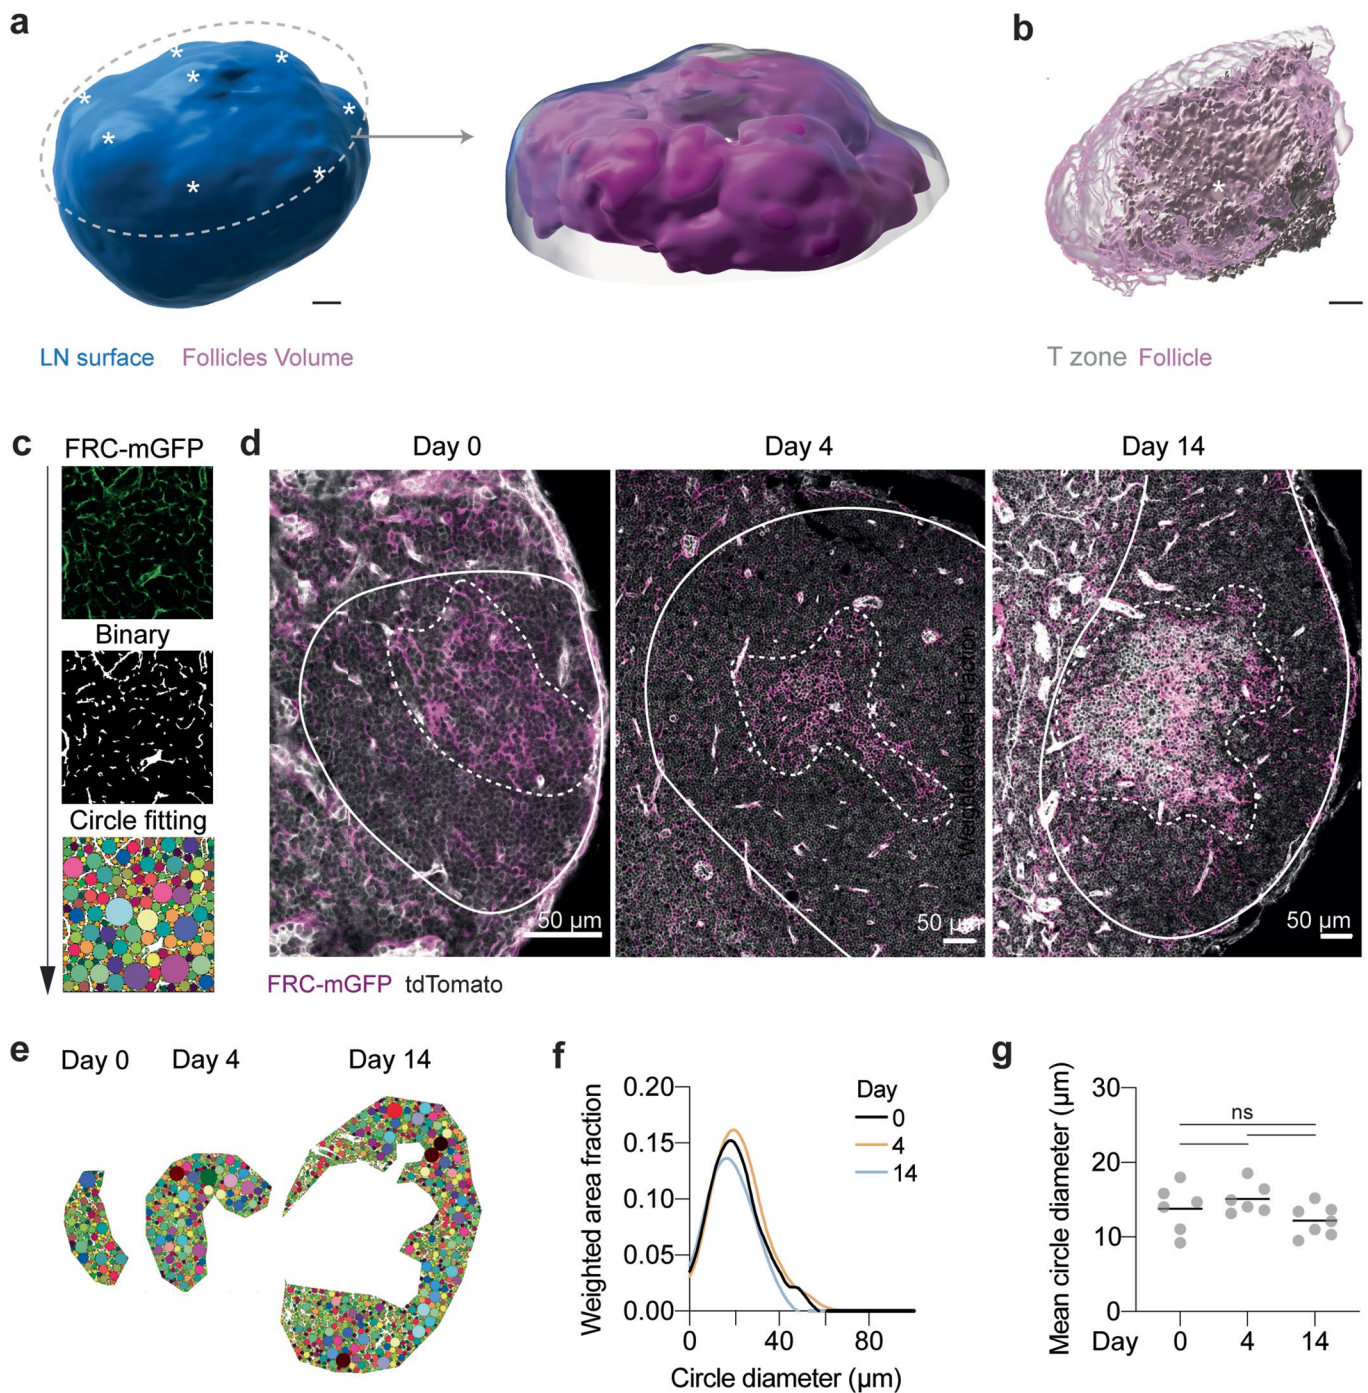 a
b
LN surface Follicles Volume
T zone Follicle
c
FRC-mGFP
Binary
Circle fitting
d
Day 0
Day 4
Day 14
Weighted Area Fraction
50 µm
50 µm
50 µm
FRC-mGFP tdTomato
e
Day 0
Day 4
Day 14
f
Weighted area fraction
0.20
0.15
0.10
0.05
0.00
0 40 80
Circle diameter (µm)
Day
0
4
14
g
Mean circle diameter (µm)
30
20
10
0
ns
Day 0 4 14